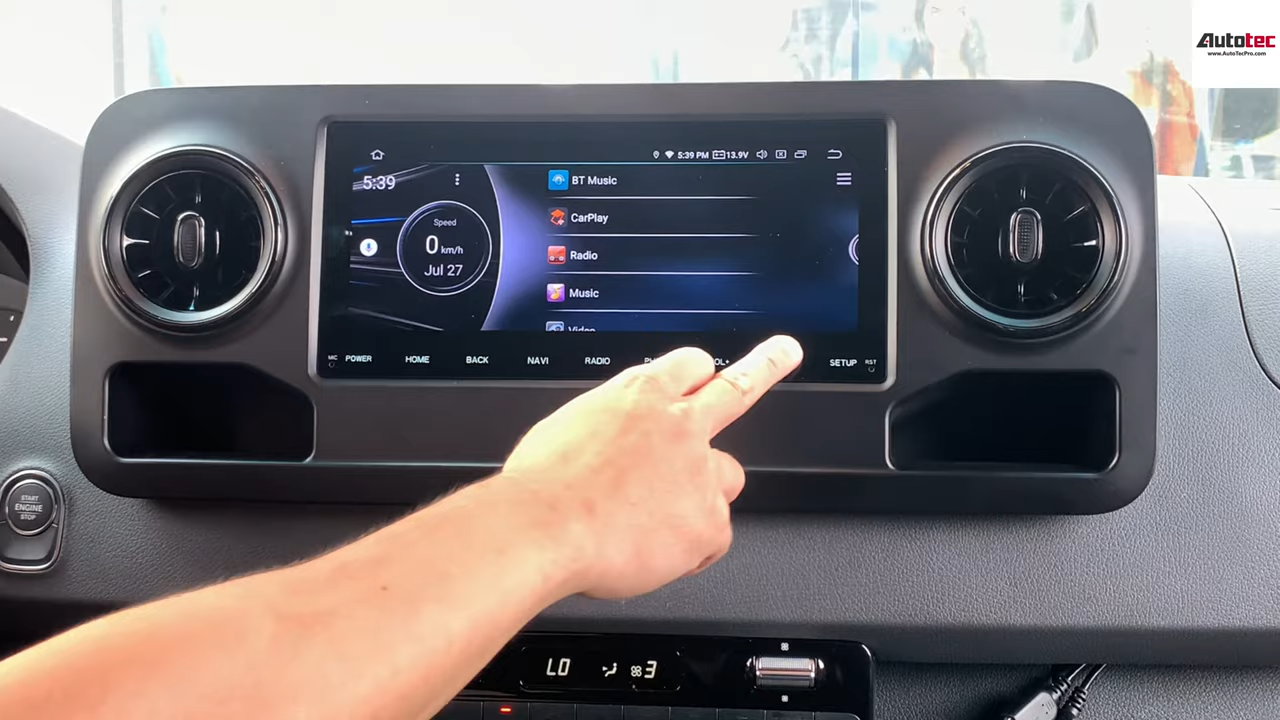 Autotec
www.AutoTecPro.com
5:39 PM 13.9V
5:39
BT Music
Speed
CarPlay
0 km/h
Radio
Jul 27
Music
Video
MIC POWER HOME BACK NAVI RADIO SETUP RST
START
ENGINE
STOP
LO 3